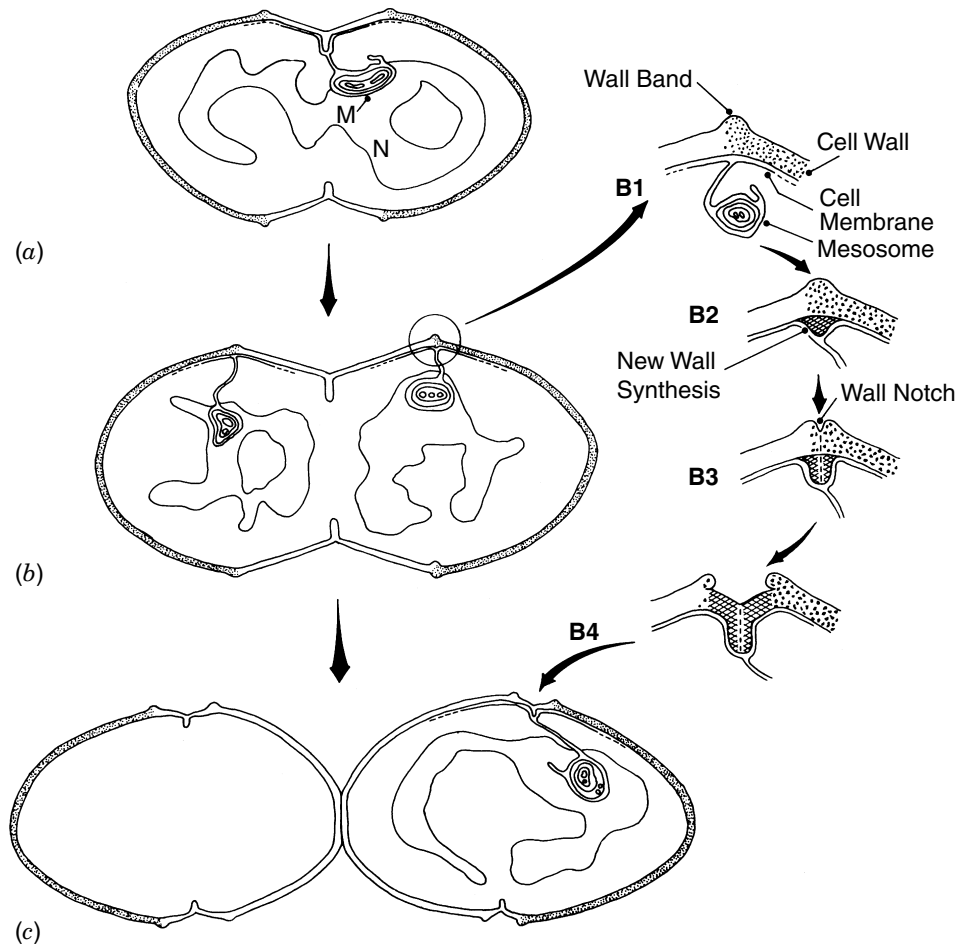 M
N
(a)
Wall Band
Cell Wall
B1
Cell
Membrane
Mesosome
B2
New Wall
Synthesis
Wall Notch
B3
(b)
B4
(c)